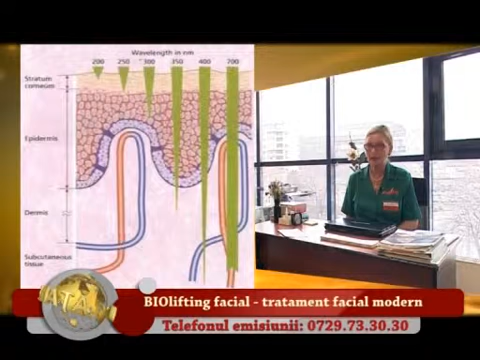 Wavelength in nm
200 250 300 350 400 700
Stratum
corneum
Epidermis
Dermis
Subcutaneous
tissue
BIOlifting facial - tratament facial modern
Telefonul emisiunii: 0729.73.30.30